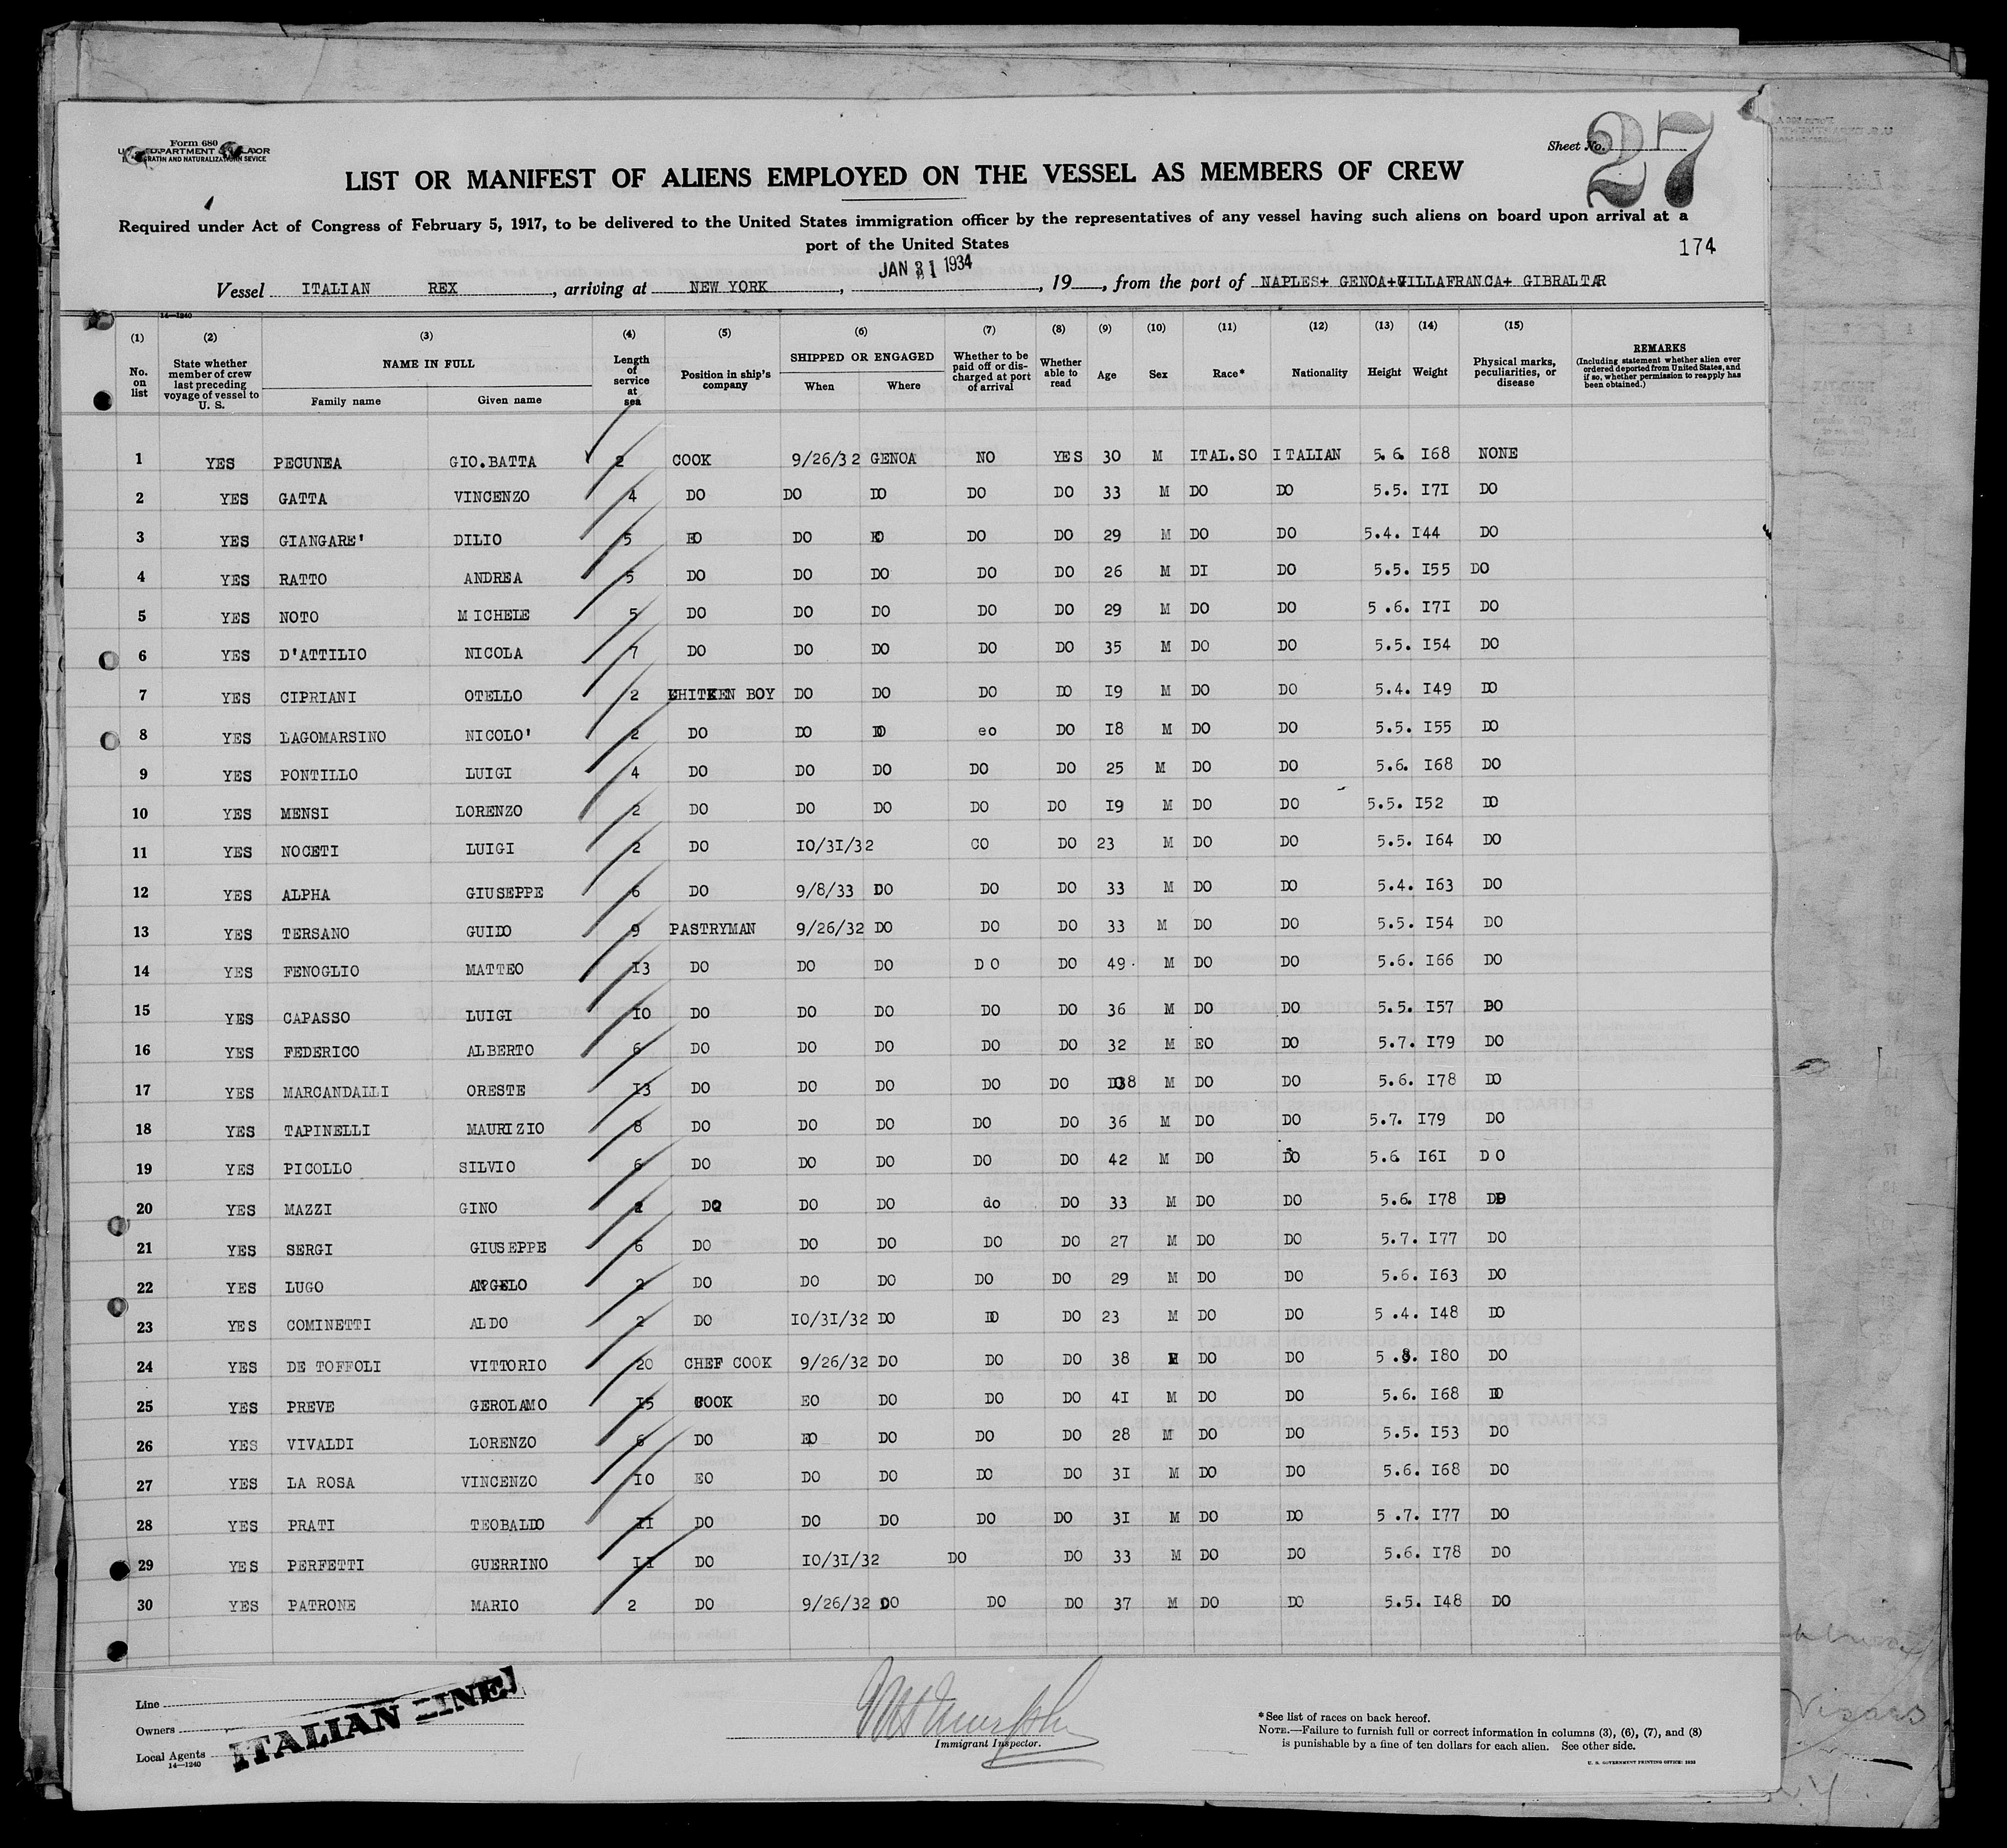 Form 680
U. S. DEPARTMENT OF LABOR
IMMIGRATIN AND NATURALIZATION SEVICE
Sheet No. 27
LIST OR MANIFEST OF ALIENS EMPLOYED ON THE VESSEL AS MEMBERS OF CREW
Required under Act of Congress of February 5, 1917, to be delivered to the United States immigration officer by the representatives of any vessel having such aliens on board upon arrival at a
port of the United States
174
Vessel ITALIAN REX, arriving at NEW YORK, JAN 31 1934, 19__, from the port of NAPLES+ GENOA+VILLAFRANCA+ GIBRALTAR
14—1240
(1) (2) (3) (4) (5) (6) (7) (8) (9) (10) (11) (12) (13) (14) (15)
No. on list State whether member of crew last preceding voyage of vessel to U. S. NAME IN FULL Family name Given name Length of service at sea Position in ship's company SHIPPED OR ENGAGED When Where Whether to be paid off or discharged at port of arrival Whether able to read Age Sex Race* Nationality Height Weight Physical marks, peculiarities, or disease REMARKS (Including statement whether alien ever ordered deported from United States, and if so, whether permission to reapply has been obtained.)
1 YES PECUNEA GIO.BATTA 2 COOK 9/26/32 GENOA NO YES 30 M ITAL.SO ITALIAN 5.6. I68 NONE
2 YES GATTA VINCENZO 4 DO DO DO DO DO 33 M DO DO 5.5. I7I DO
3 YES GIANGARE' DILIO 5 DO DO DO DO DO 29 M DO DO 5.4. I44 DO
4 YES RATTO ANDREA 5 DO DO DO DO DO 26 M DI DO 5.5. I55 DO
5 YES NOTO MICHELE 5 DO DO DO DO DO 29 M DO DO 5.6. I7I DO
6 YES D'ATTILIO NICOLA 7 DO DO DO DO DO 35 M DO DO 5.5. I54 DO
7 YES CIPRIANI OTELLO 2 KHITKEN BOY DO DO DO DO I9 M DO DO 5.4. I49 DO
8 YES LAGOMARSINO NICOLO' 2 DO DO DO eo DO I8 M DO DO 5.5. I55 DO
9 YES PONTILLO LUIGI 4 DO DO DO DO DO 25 M DO DO 5.6. I68 DO
10 YES MENSI LORENZO 2 DO DO DO DO DO I9 M DO DO 5.5. I52 DO
11 YES NOCETI LUIGI 2 DO IO/3I/32 CO DO 23 M DO DO 5.5. I64 DO
12 YES ALPHA GIUSEPPE 6 DO 9/8/33 DO DO DO 33 M DO DO 5.4. I63 DO
13 YES TERSANO GUIDO 9 PASTRYMAN 9/26/32 DO DO DO 33 M DO DO 5.5. I54 DO
14 YES FENOGLIO MATTEO I3 DO DO DO D O DO 49 M DO DO 5.6. I66 DO
15 YES CAPASSO LUIGI IO DO DO DO DO DO 36 M DO DO 5.5. I57 DO
16 YES FEDERICO ALBERTO 6 DO DO DO DO DO 32 M EO DO 5.7. I79 DO
17 YES MARCANDALLI ORESTE I3 DO DO DO DO DO 38 M DO DO 5.6. I78 DO
18 YES TAPINELLI MAURIZIO 8 DO DO DO DO DO 36 M DO DO 5.7. I79 DO
19 YES PICOLLO SILVIO 6 DO DO DO DO DO 42 M DO DO 5.6 I6I D O
20 YES MAZZI GINO DO DO DO do DO 33 M DO DO 5.6. I78 DO
21 YES SERGI GIUSEPPE 6 DO DO DO DO DO 27 M DO DO 5.7. I77 DO
22 YES LUGO ANGELO 2 DO DO DO DO DO 29 M DO DO 5.6. I63 DO
23 YES COMINETTI ALDO 2 DO IO/3I/32 DO DO DO 23 M DO DO 5.4. I48 DO
24 YES DE TOFFOLI VITTORIO 20 CHEF COOK 9/26/32 DO DO DO 38 M DO DO 5.8. I80 DO
25 YES PREVE GEROLAMO I5 COOK EO DO DO DO 4I M DO DO 5.6. I68 DO
26 YES VIVALDI LORENZO 6 DO DO DO DO DO 28 M DO DO 5.5. I53 DO
27 YES LA ROSA VINCENZO IO EO DO DO DO DO 3I M DO DO 5.6. I68 DO
28 YES PRATI TEOBALDO II DO DO DO DO DO 3I M DO DO 5.7. I77 DO
29 YES PERFETTI GUERRINO II DO IO/3I/32 DO DO 33 M DO DO 5.6. I78 DO
30 YES PATRONE MARIO 2 DO 9/26/32 DO DO DO 37 M DO DO 5.5. I48 DO
Line
Owners
Local Agents
14—1240
ITALIAN LINE
Immigrant Inspector.
*See list of races on back hereof.
NOTE.—Failure to furnish full or correct information in columns (3), (6), (7), and (8)
is punishable by a fine of ten dollars for each alien. See other side.
U. S. GOVERNMENT PRINTING OFFICE: 1933